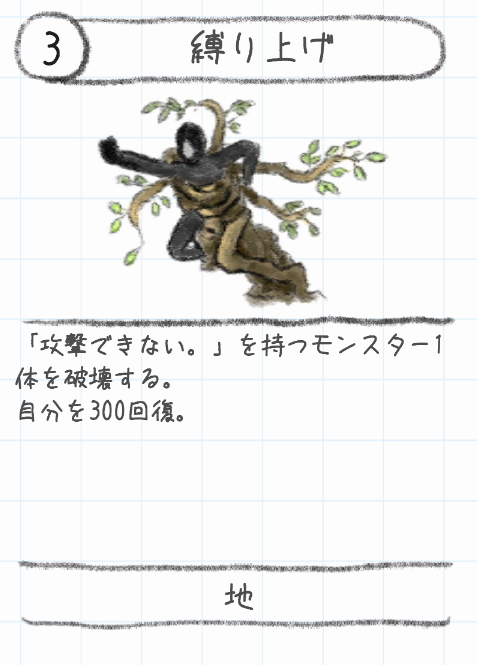 3
縛り上げ
「攻撃できない。」を持つモンスター1
体を破壊する。
自分を300回復。
地